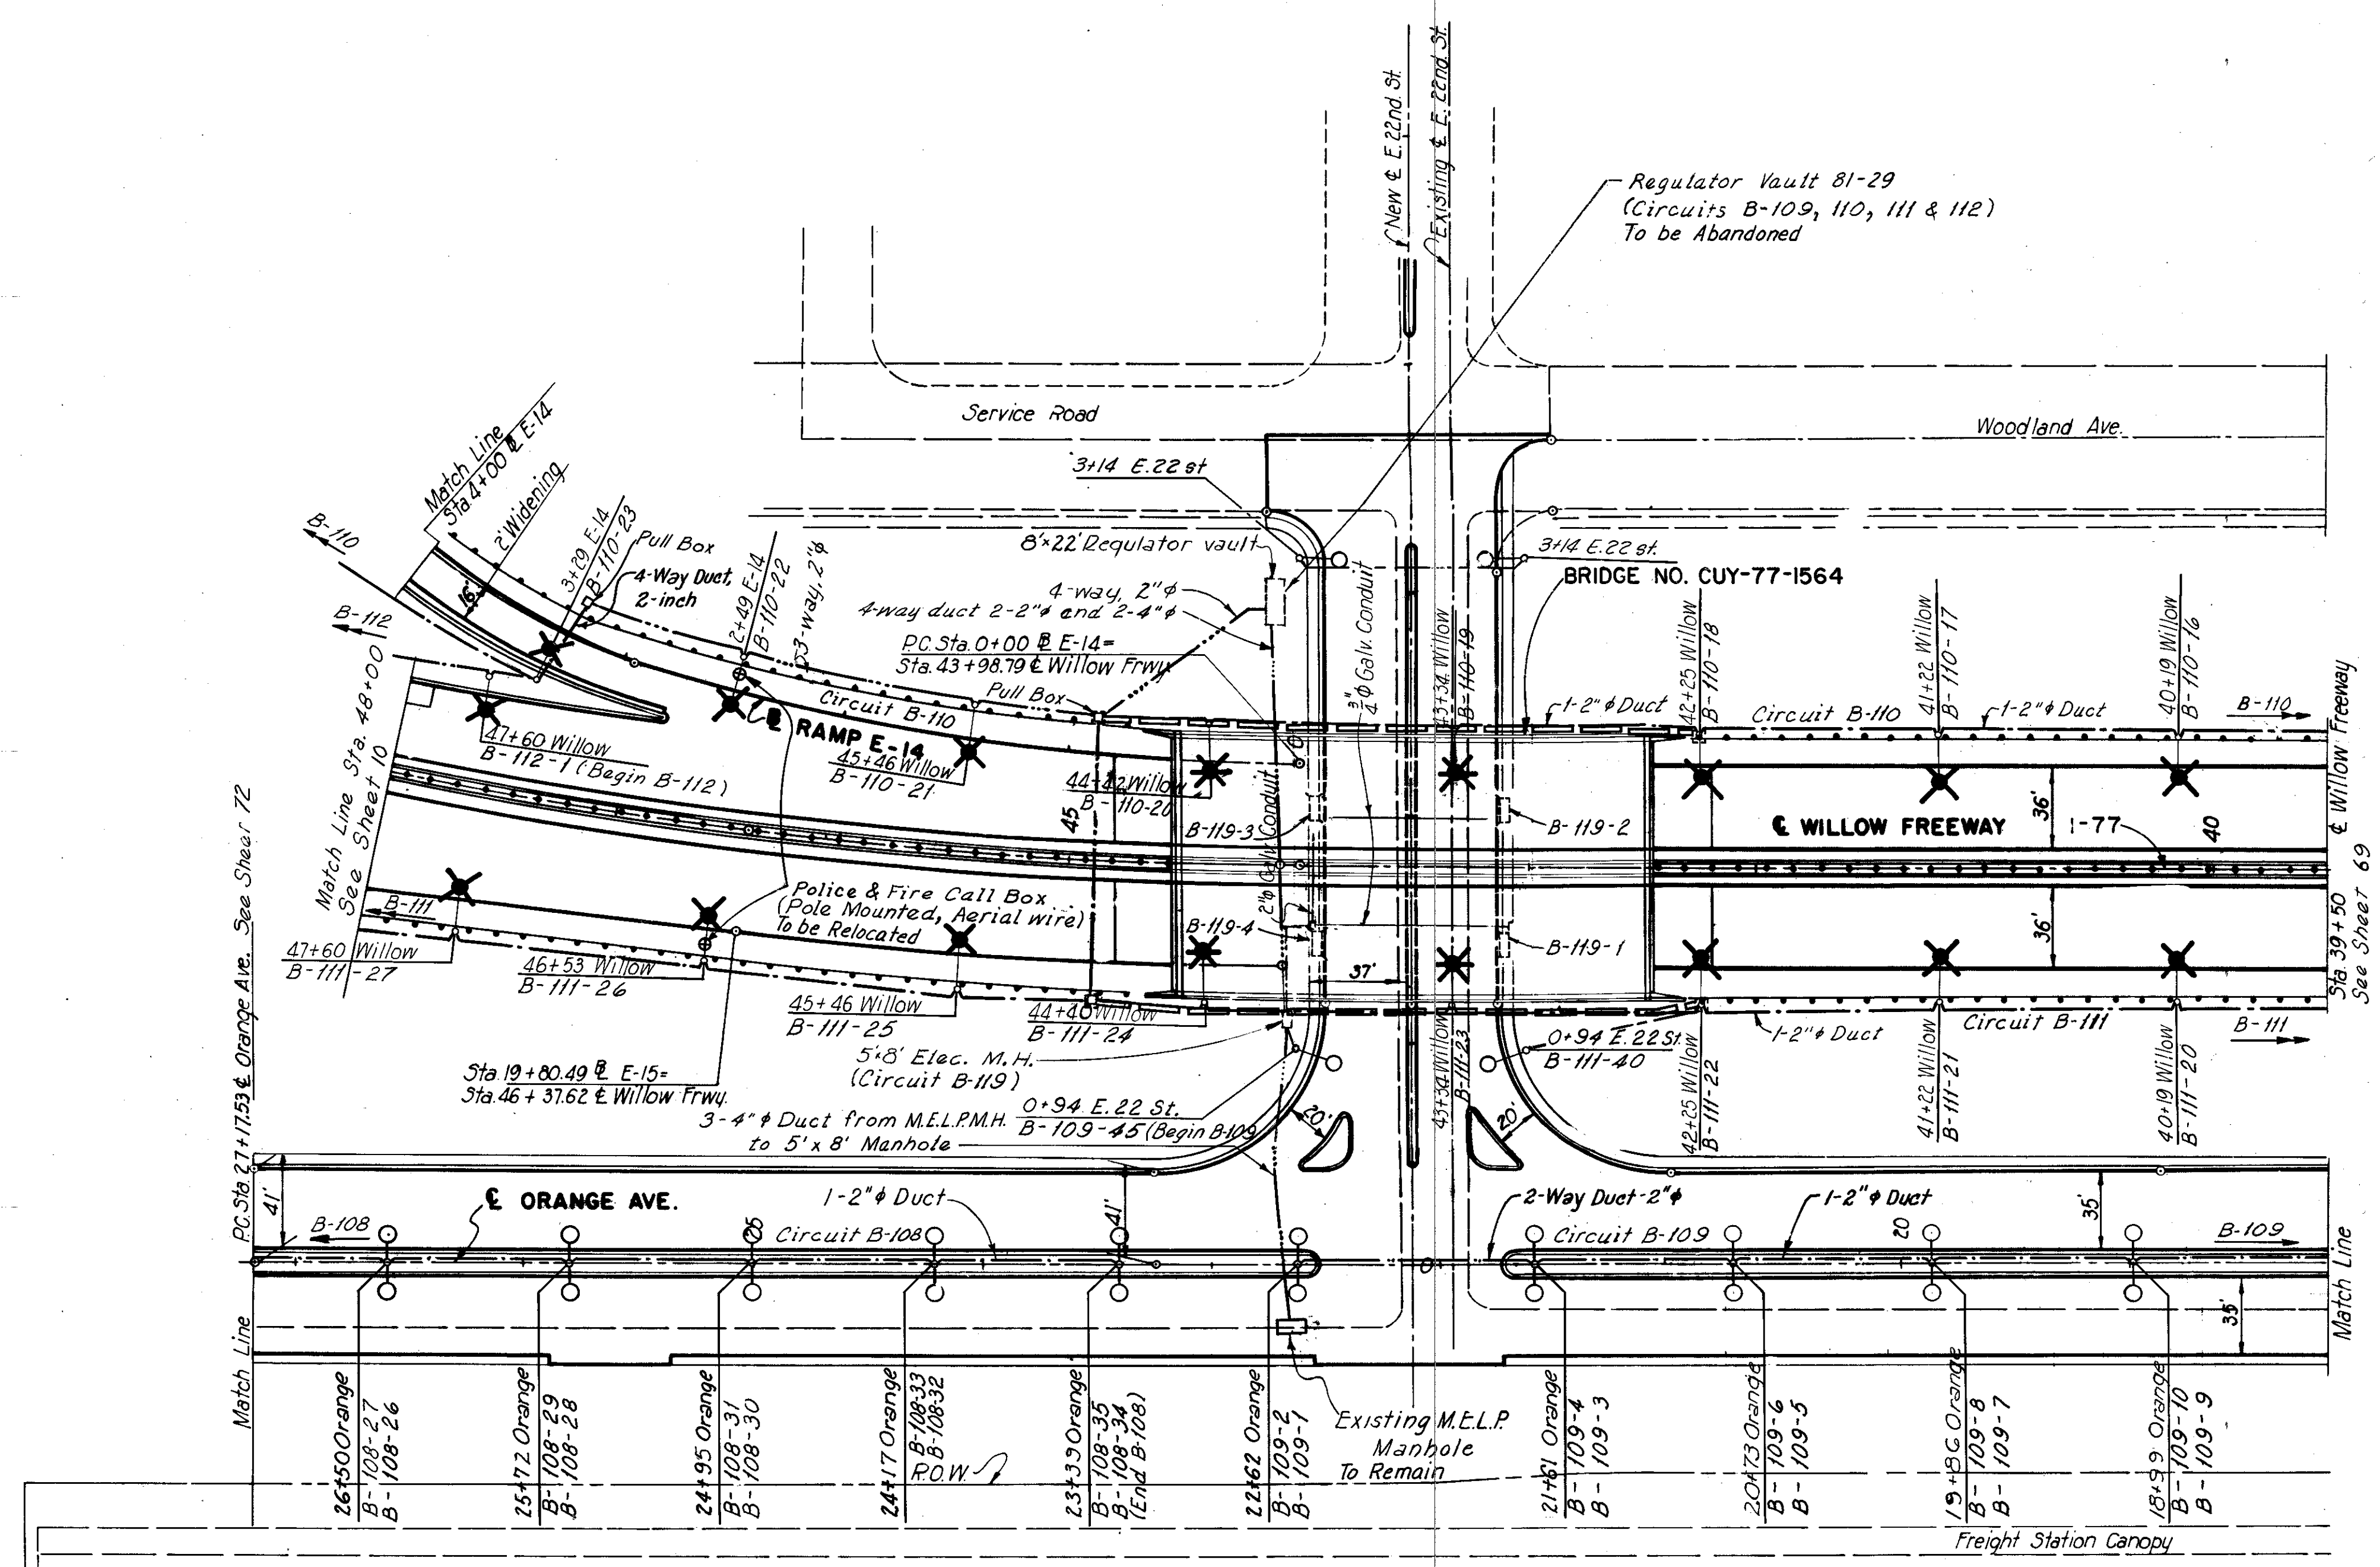 New ℄ E. 22nd. St.
Existing ℄ E. 22nd. St.
Regulator Vault 81-29
(Circuits B-109, 110, 111 & 112)
To be Abandoned
Service Road
Woodland Ave.
Match Line
Sta. 4+00 ℄ E-14
2' Widening
3+14 E.22 st
B-110
3+29 E-14
B-110-23
Pull Box
4-Way Duct,
2-inch
16'
2+49 E-14
B-110-22
53-way, 2"φ
8'x22' Regulator vault
3+14 E.22 st.
BRIDGE NO. CUY-77-1564
4-way, 2"φ
4-way duct 2-2"φ and 2-4"φ
P.C. Sta. 0+00 ℄ E-14=
Sta. 43+98.79 ℄ Willow Frwy
3/4"φ Galv. Conduit
43+34 Willow
B-110-19
42+25 Willow
B-110-18
41+22 Willow
B-110-17
40+19 Willow
B-110-16
B-112
Pull Box
Circuit B-110
℄ RAMP E-14
1-2"φ Duct
Circuit B-110
1-2"φ Duct
B-110
47+60 Willow
B-112-1 (Begin B-112)
45+46 Willow
B-110-21
44+42 Willow
B-110-20
Match Line Sta. 48+00
See Sheet 10
45
2"φ Galv. Conduit
B-119-3
B-119-2
℄ WILLOW FREEWAY
I-77
36'
40
℄ Willow Freeway
Sta. 39+50
See Sheet 69
Police & Fire Call Box
(Pole Mounted, Aerial wire)
To be Relocated
B-111
B-119-4
B-119-1
36'
37'
47+60 Willow
B-111-27
46+53 Willow
B-111-26
45+46 Willow
B-111-25
44+40 Willow
B-111-24
43+34 Willow
B-111-23
0+94 E.22 St.
B-111-40
1-2"φ Duct
Circuit B-111
B-111
42+25 Willow
B-111-22
41+22 Willow
B-111-21
40+19 Willow
B-111-20
5'x8' Elec. M.H.
(Circuit B-119)
Sta. 19+80.49 ℄ E-15=
Sta. 46+37.62 ℄ Willow Frwy.
3-4"φ Duct from M.E.L.P.M.H.
to 5' x 8' Manhole
0+94 E.22 St.
B-109-45 (Begin B-109
20'
20'
P.C. Sta. 27+17.53 ℄ Orange Ave. See Sheet 72
Match Line
41'
℄ ORANGE AVE.
1-2"φ Duct
B-108
25
Circuit B-108
41'
2-Way Duct-2"φ
1-2"φ Duct
Circuit B-109
20
35'
B-109
35'
Match Line
26+50 Orange
B-108-27
B-108-26
25+72 Orange
B-108-29
B-108-28
24+95 Orange
B-108-31
B-108-30
24+17 Orange
B-108-33
B-108-32
R.O.W.
23+39 Orange
B-108-35
B-108-34
(End B-108)
22+62 Orange
B-109-2
B-109-1
Existing M.E.L.P.
Manhole
To Remain
21+61 Orange
B-109-4
B-109-3
20+73 Orange
B-109-6
B-109-5
19+86 Orange
B-109-8
B-109-7
18+99 Orange
B-109-10
B-109-9
Freight Station Canopy